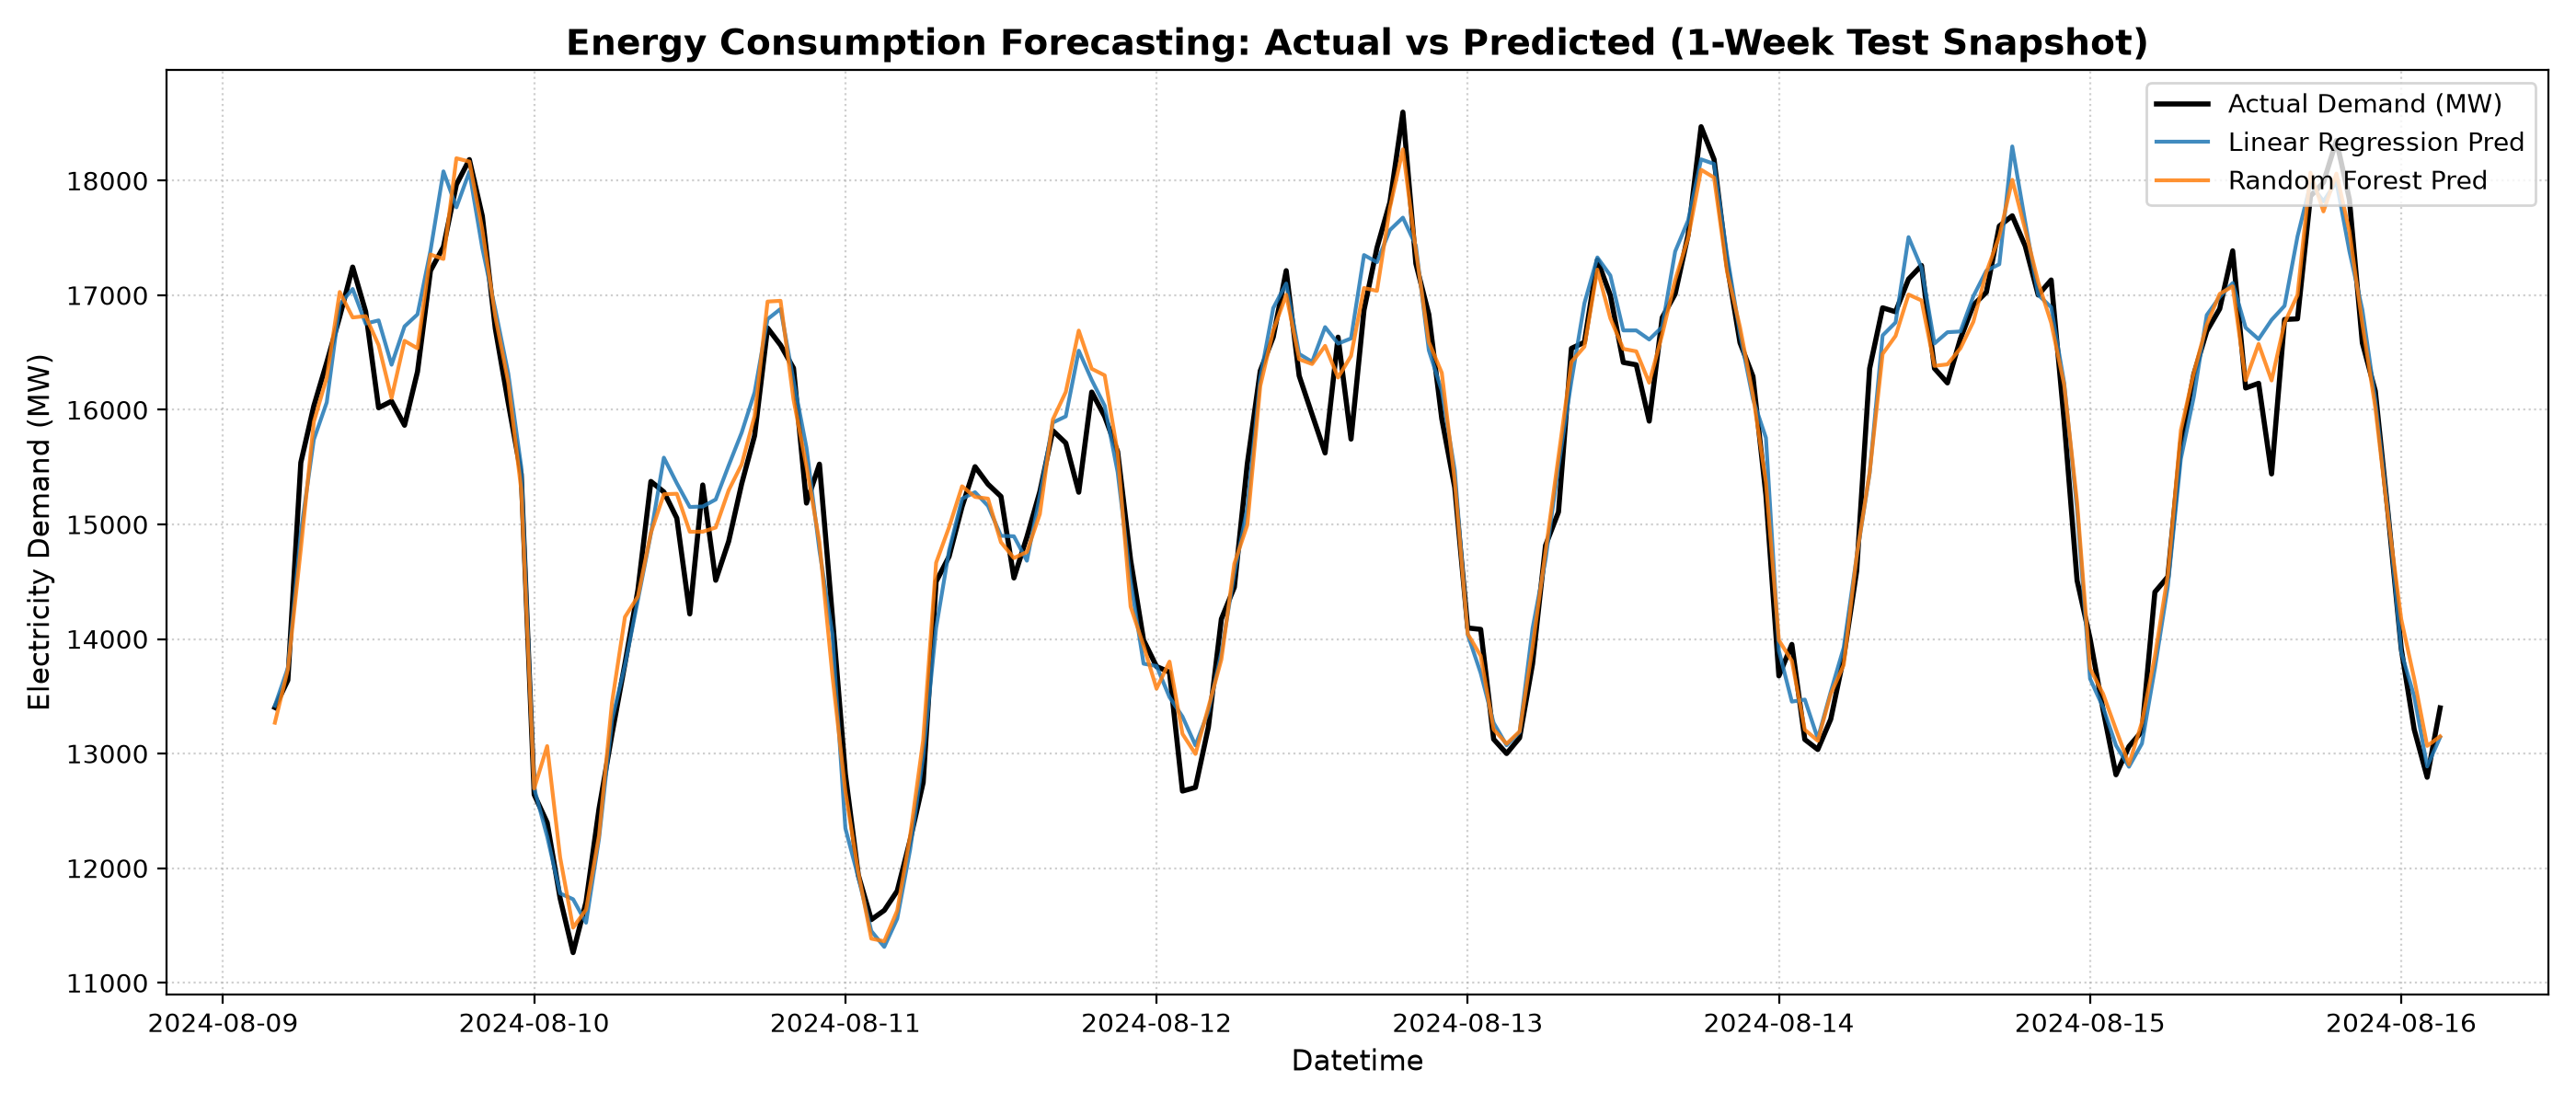 Energy Consumption Forecasting: Actual vs Predicted (1-Week Test Snapshot)
Actual Demand (MW)
Linear Regression Pred
Random Forest Pred
Electricity Demand (MW)
18000
17000
16000
15000
14000
13000
12000
11000
2024-08-09
2024-08-10
2024-08-11
2024-08-12
2024-08-13
2024-08-14
2024-08-15
2024-08-16
Datetime